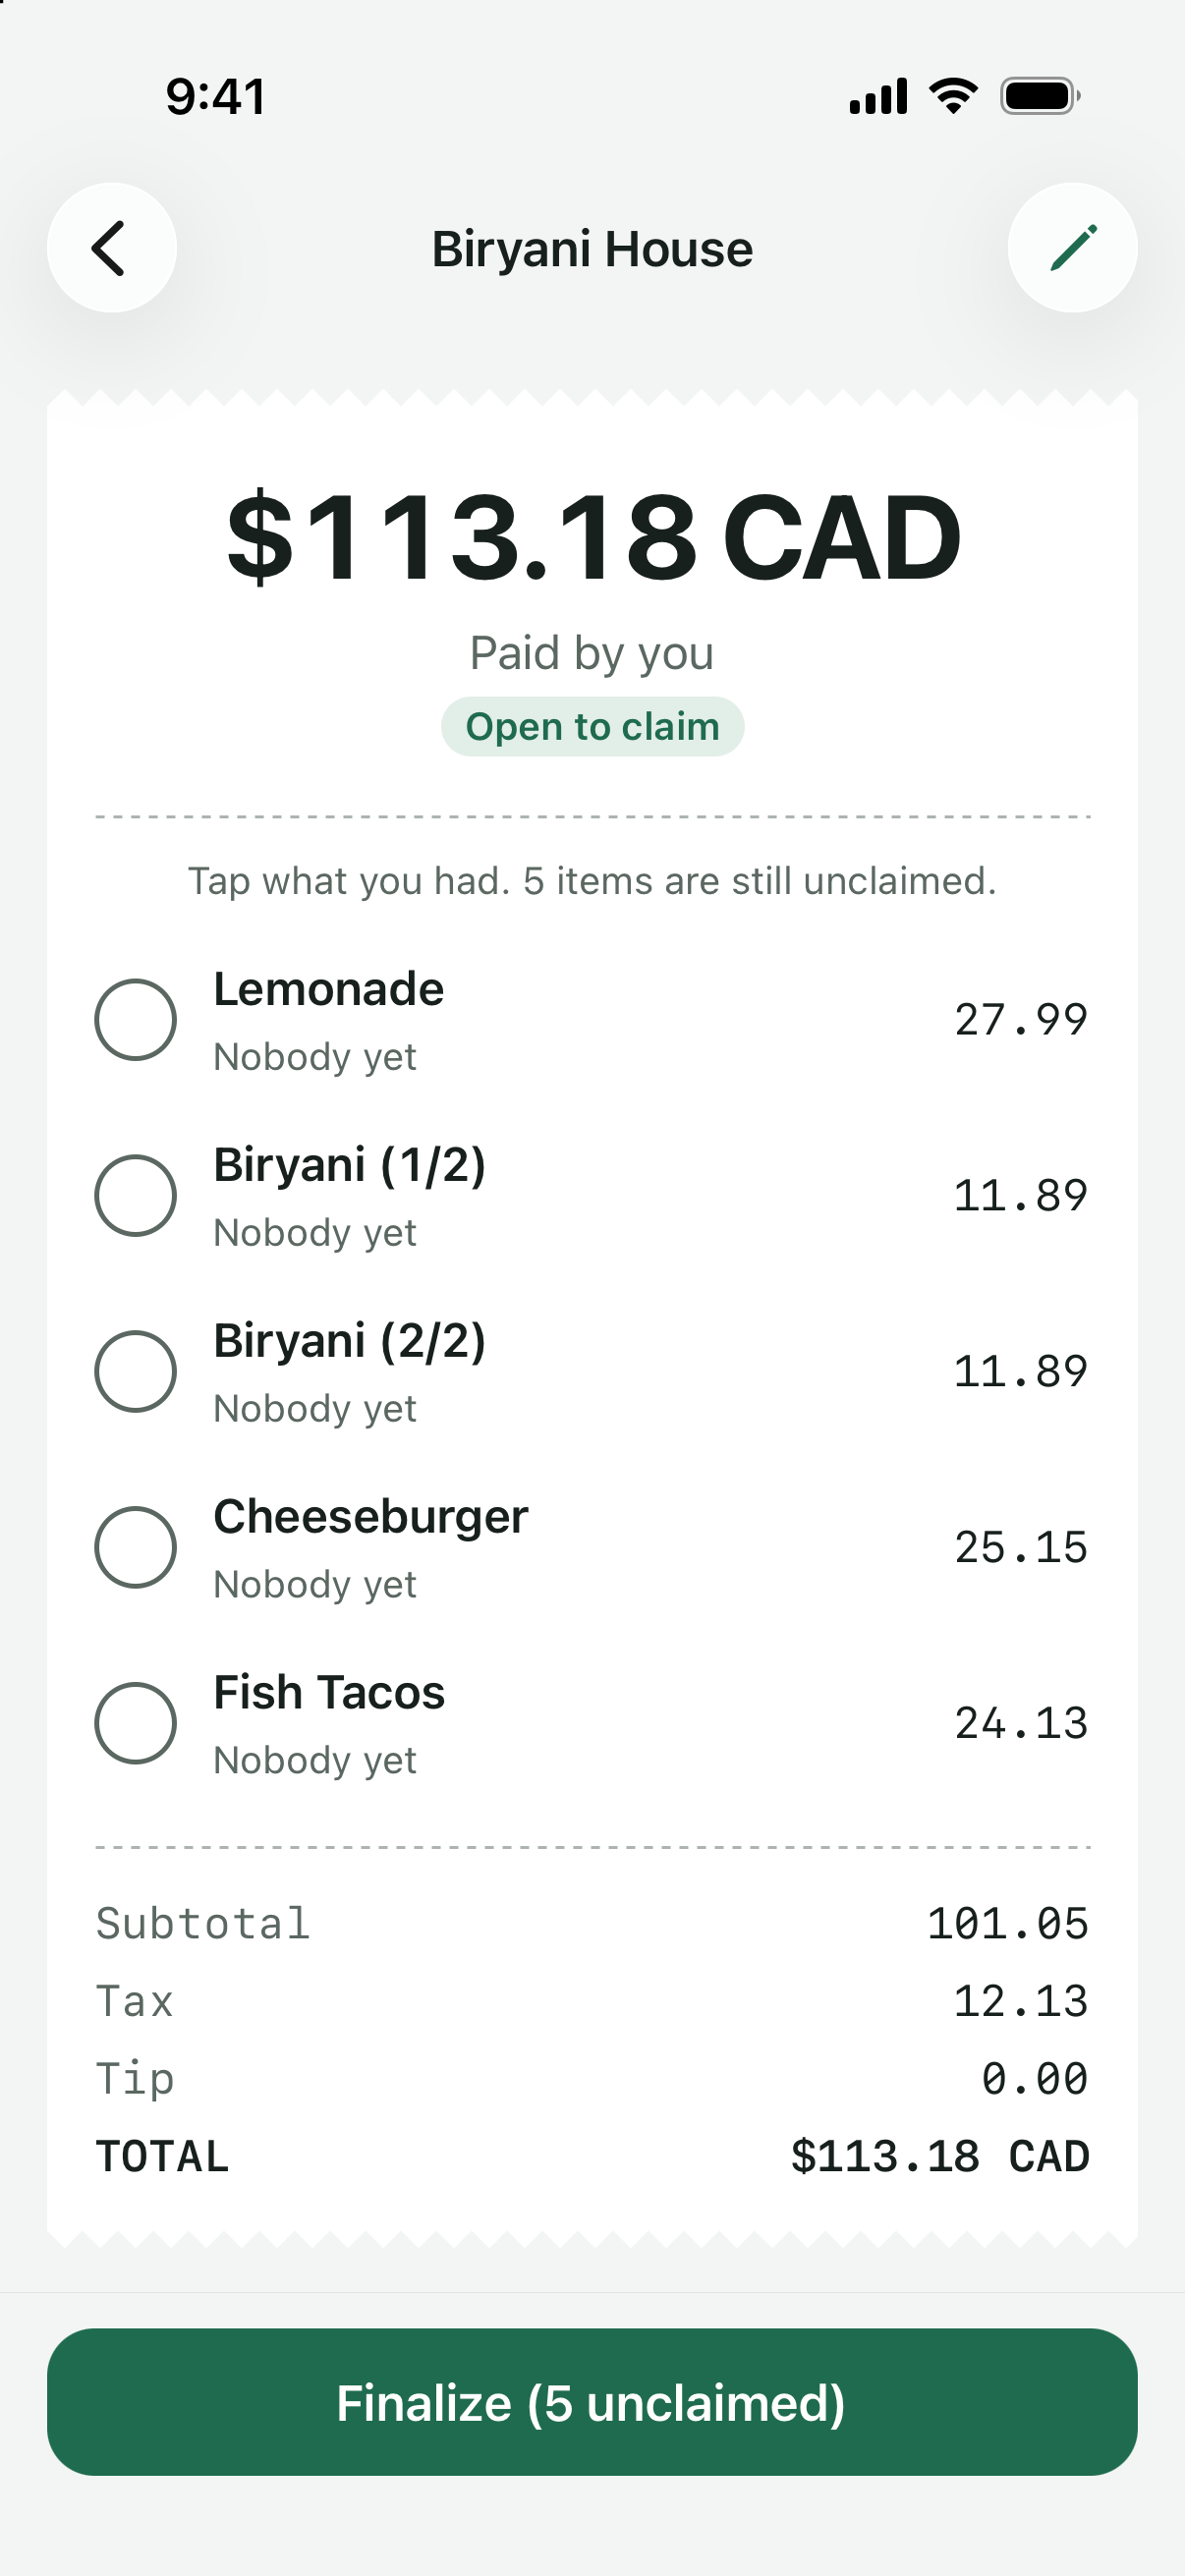 9:41
Biryani House
$113.18 CAD
Paid by you
Open to claim
Tap what you had. 5 items are still unclaimed.
Lemonade
Nobody yet
27.99
Biryani (1/2)
Nobody yet
11.89
Biryani (2/2)
Nobody yet
11.89
Cheeseburger
Nobody yet
25.15
Fish Tacos
Nobody yet
24.13
Subtotal 101.05
Tax 12.13
Tip 0.00
TOTAL $113.18 CAD
Finalize (5 unclaimed)